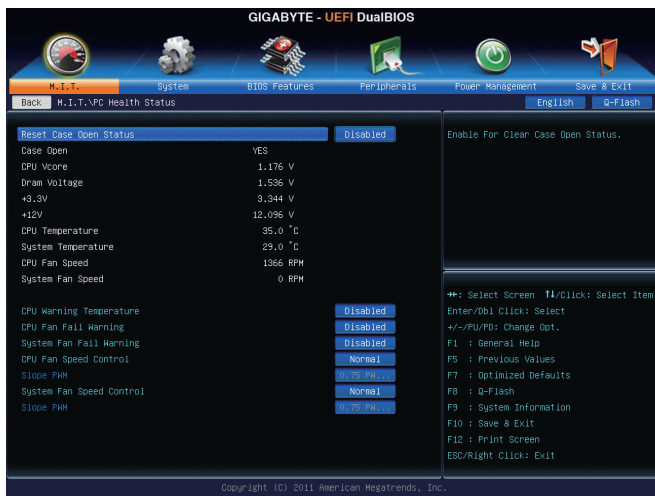 GIGABYTE - UEFI DualBIOS
M.I.T. System BIOS Features Peripherals Power Management Save & Exit
Back M.I.T.\PC Health Status English Q-Flash
Reset Case Open Status Disabled
Case Open YES
CPU Vcore 1.176 V
Dram Voltage 1.536 V
+3.3V 3.344 V
+12V 12.096 V
CPU Temperature 35.0 °C
System Temperature 29.0 °C
CPU Fan Speed 1366 RPM
System Fan Speed 0 RPM
CPU Warning Temperature Disabled
CPU Fan Fail Warning Disabled
System Fan Fail Warning Disabled
CPU Fan Speed Control Normal
Slope PWM 0.75 PW...
System Fan Speed Control Normal
Slope PWM 0.75 PW...
Enable For Clear Case Open Status.
→←: Select Screen ↑↓/Click: Select Item
Enter/Dbl Click: Select
+/-/PU/PD: Change Opt.
F1 : General Help
F5 : Previous Values
F7 : Optimized Defaults
F8 : Q-Flash
F9 : System Information
F10 : Save & Exit
F12 : Print Screen
ESC/Right Click: Exit
Copyright (C) 2011 American Megatrends, Inc.